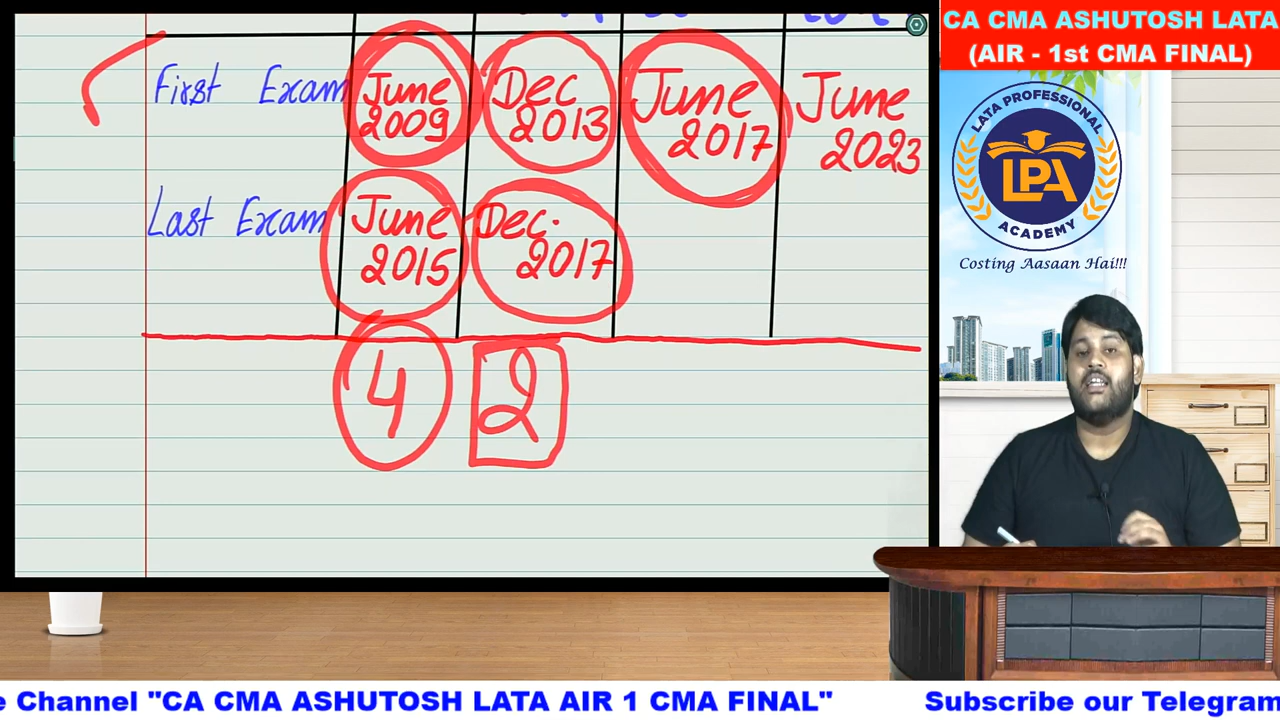 CA CMA ASHUTOSH LATA
(AIR - 1st CMA FINAL)
First Exam June 2009 Dec 2013 June 2017 June 2023
Last Exam June 2015 Dec. 2017
4 2
LATA PROFESSIONAL
LPA
ACADEMY
Costing Aasaan Hai!!!
e Channel "CA CMA ASHUTOSH LATA AIR 1 CMA FINAL" Subscribe our Telegram